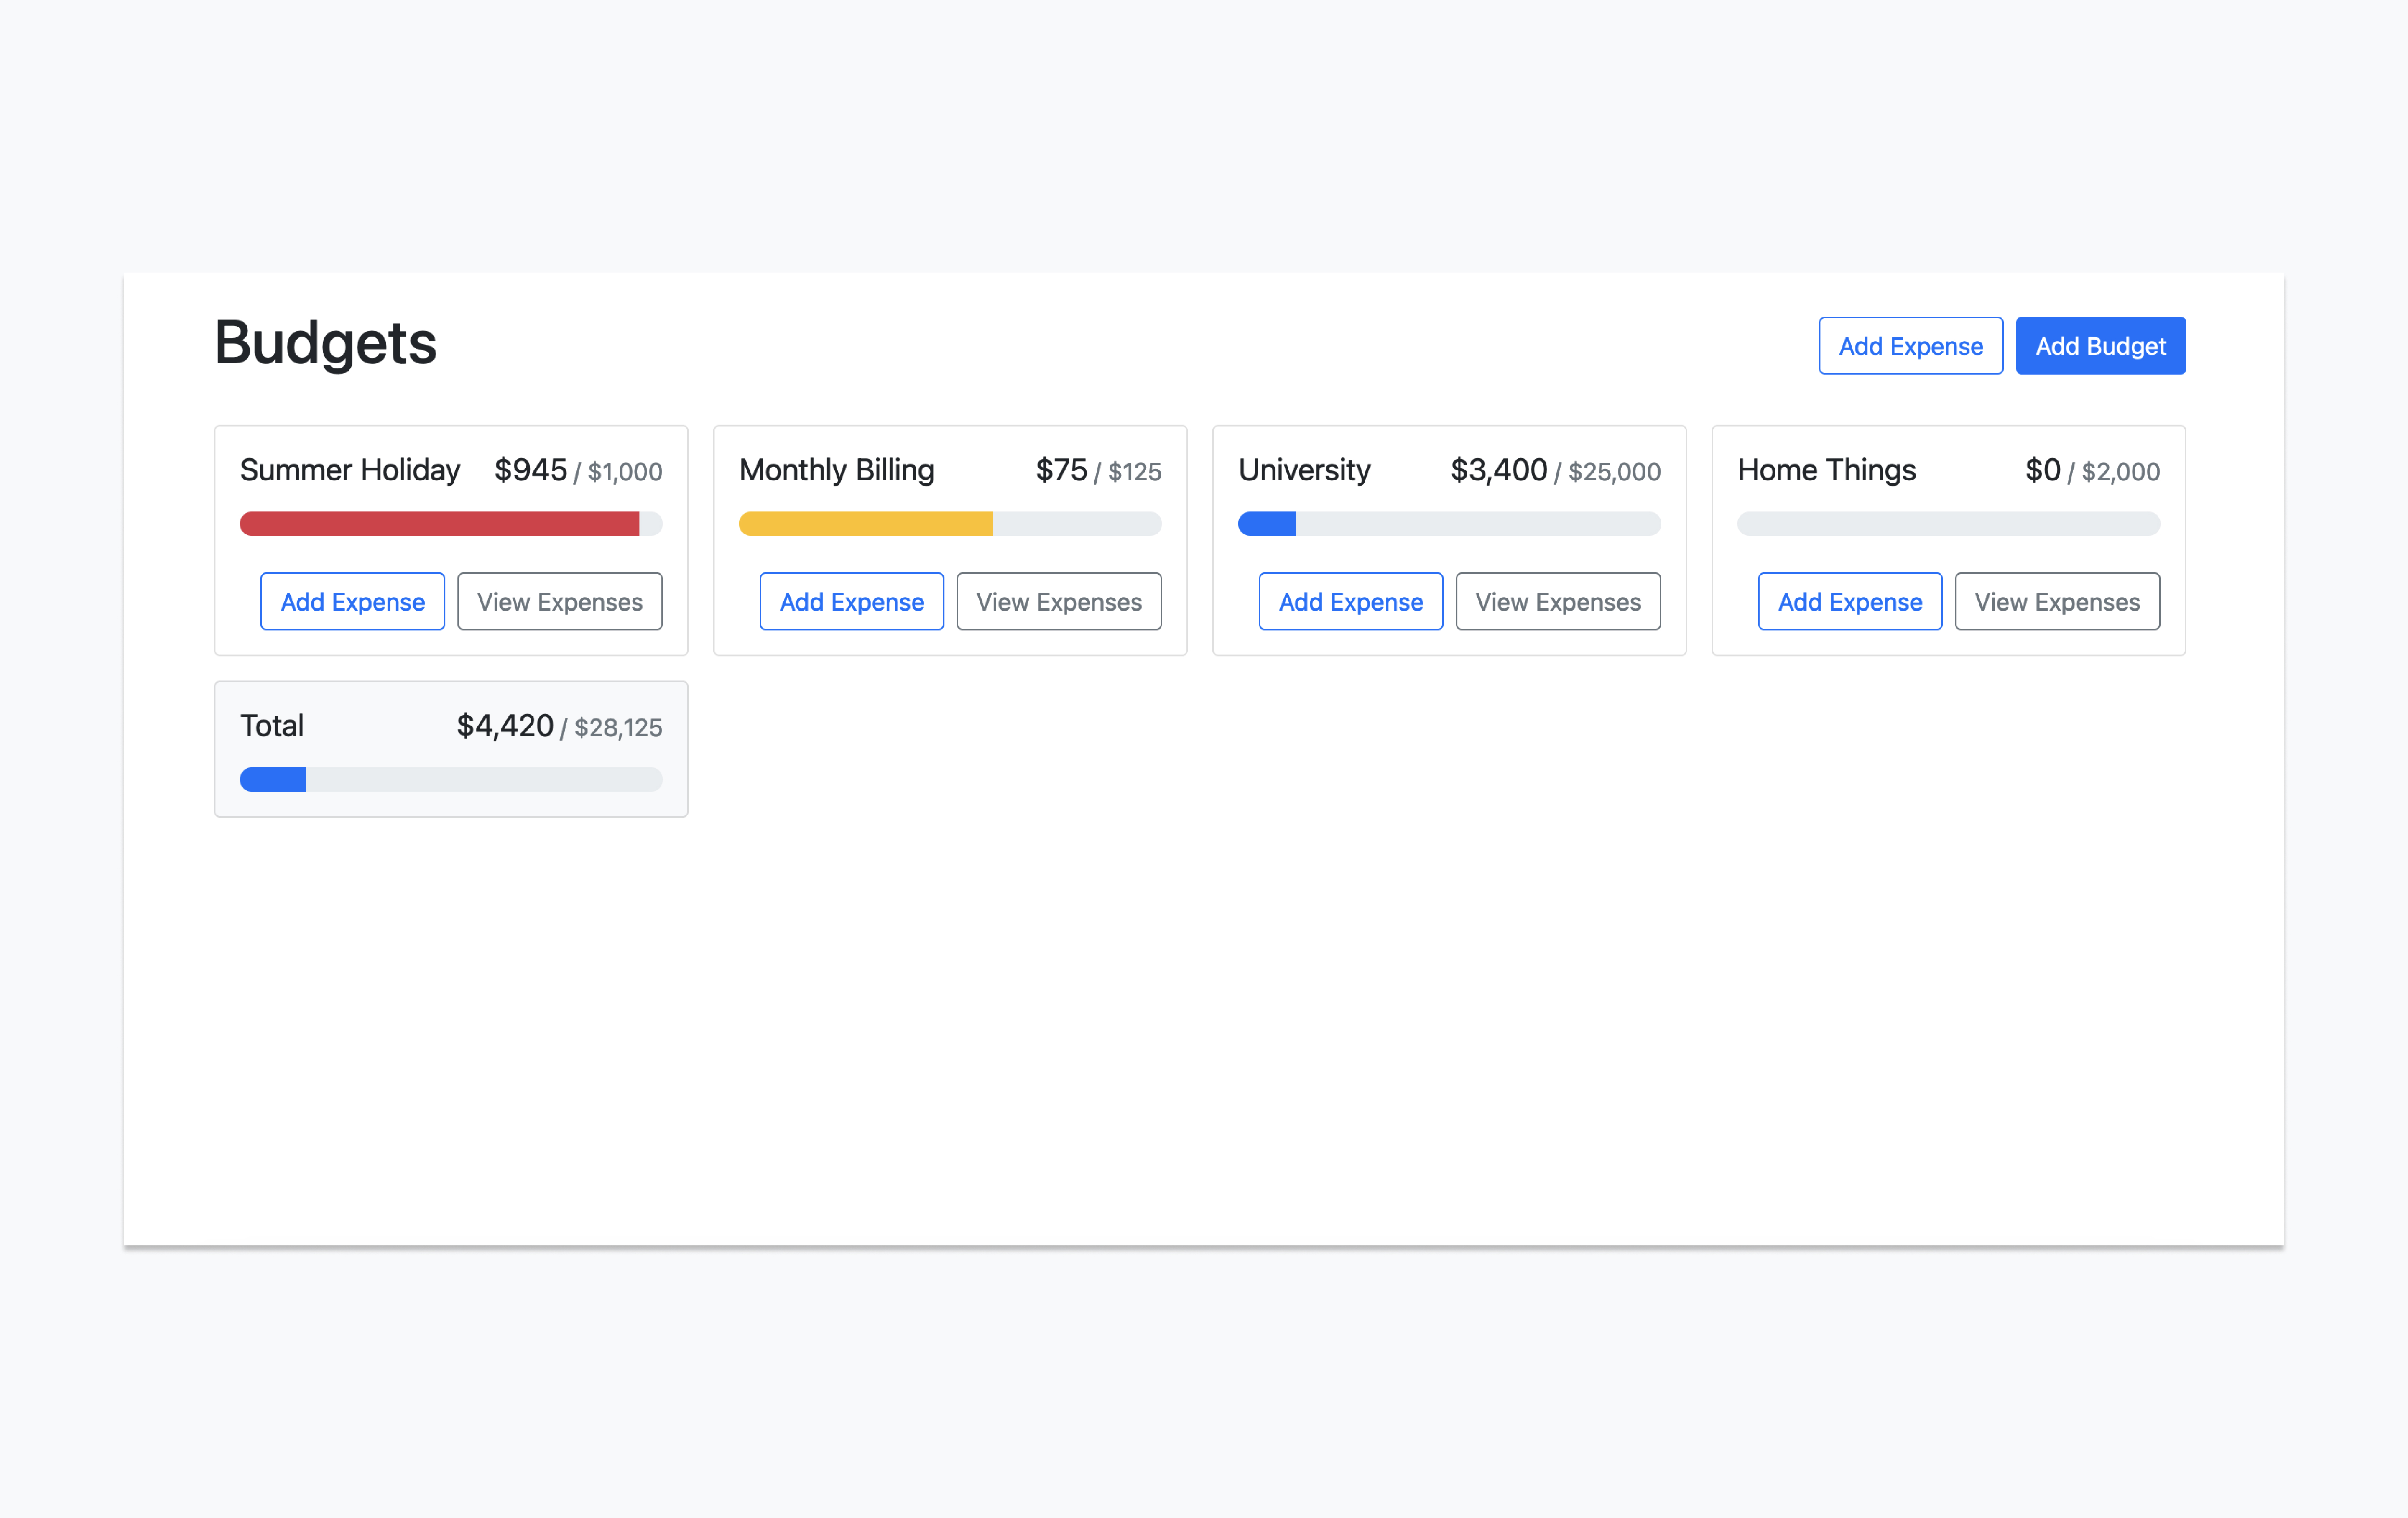 Budgets
Add Expense
Add Budget
Summer Holiday $945 / $1,000
Add Expense View Expenses
Monthly Billing $75 / $125
Add Expense View Expenses
University $3,400 / $25,000
Add Expense View Expenses
Home Things $0 / $2,000
Add Expense View Expenses
Total $4,420 / $28,125